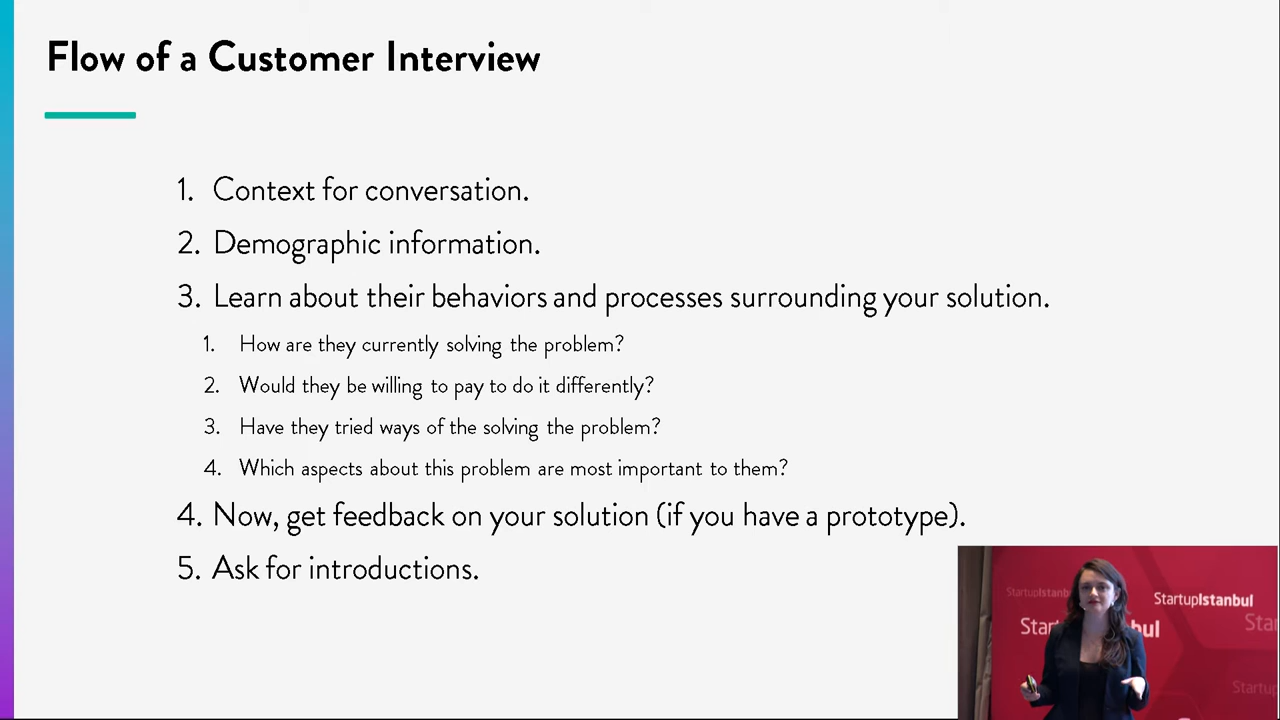 Flow of a Customer Interview
1. Context for conversation.
2. Demographic information.
3. Learn about their behaviors and processes surrounding your solution.
1. How are they currently solving the problem?
2. Would they be willing to pay to do it differently?
3. Have they tried ways of the solving the problem?
4. Which aspects about this problem are most important to them?
4. Now, get feedback on your solution (if you have a prototype).
5. Ask for introductions.
StartupIstanbul
StartupIstanbul